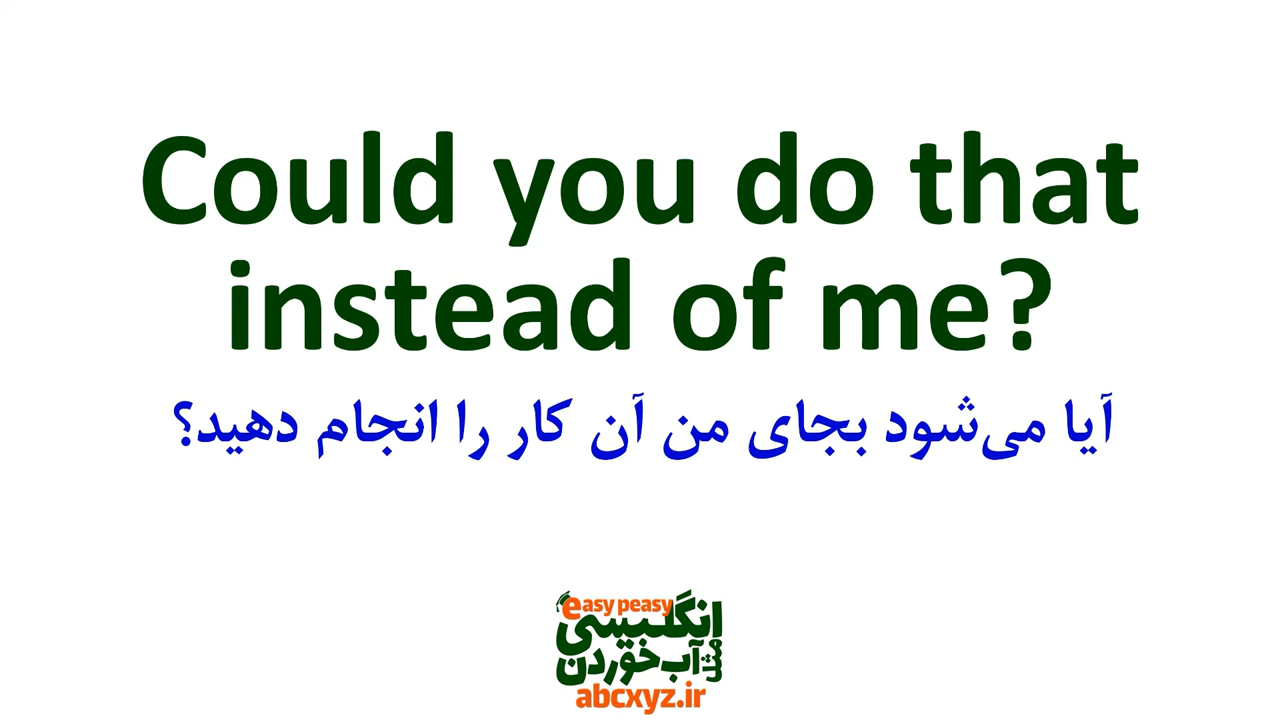 Could you do that
instead of me?
آیا می‌شود بجای من آن کار را انجام دهید؟
easy peasy
انگلیسی
مثل آب خوردن
abcxyz.ir